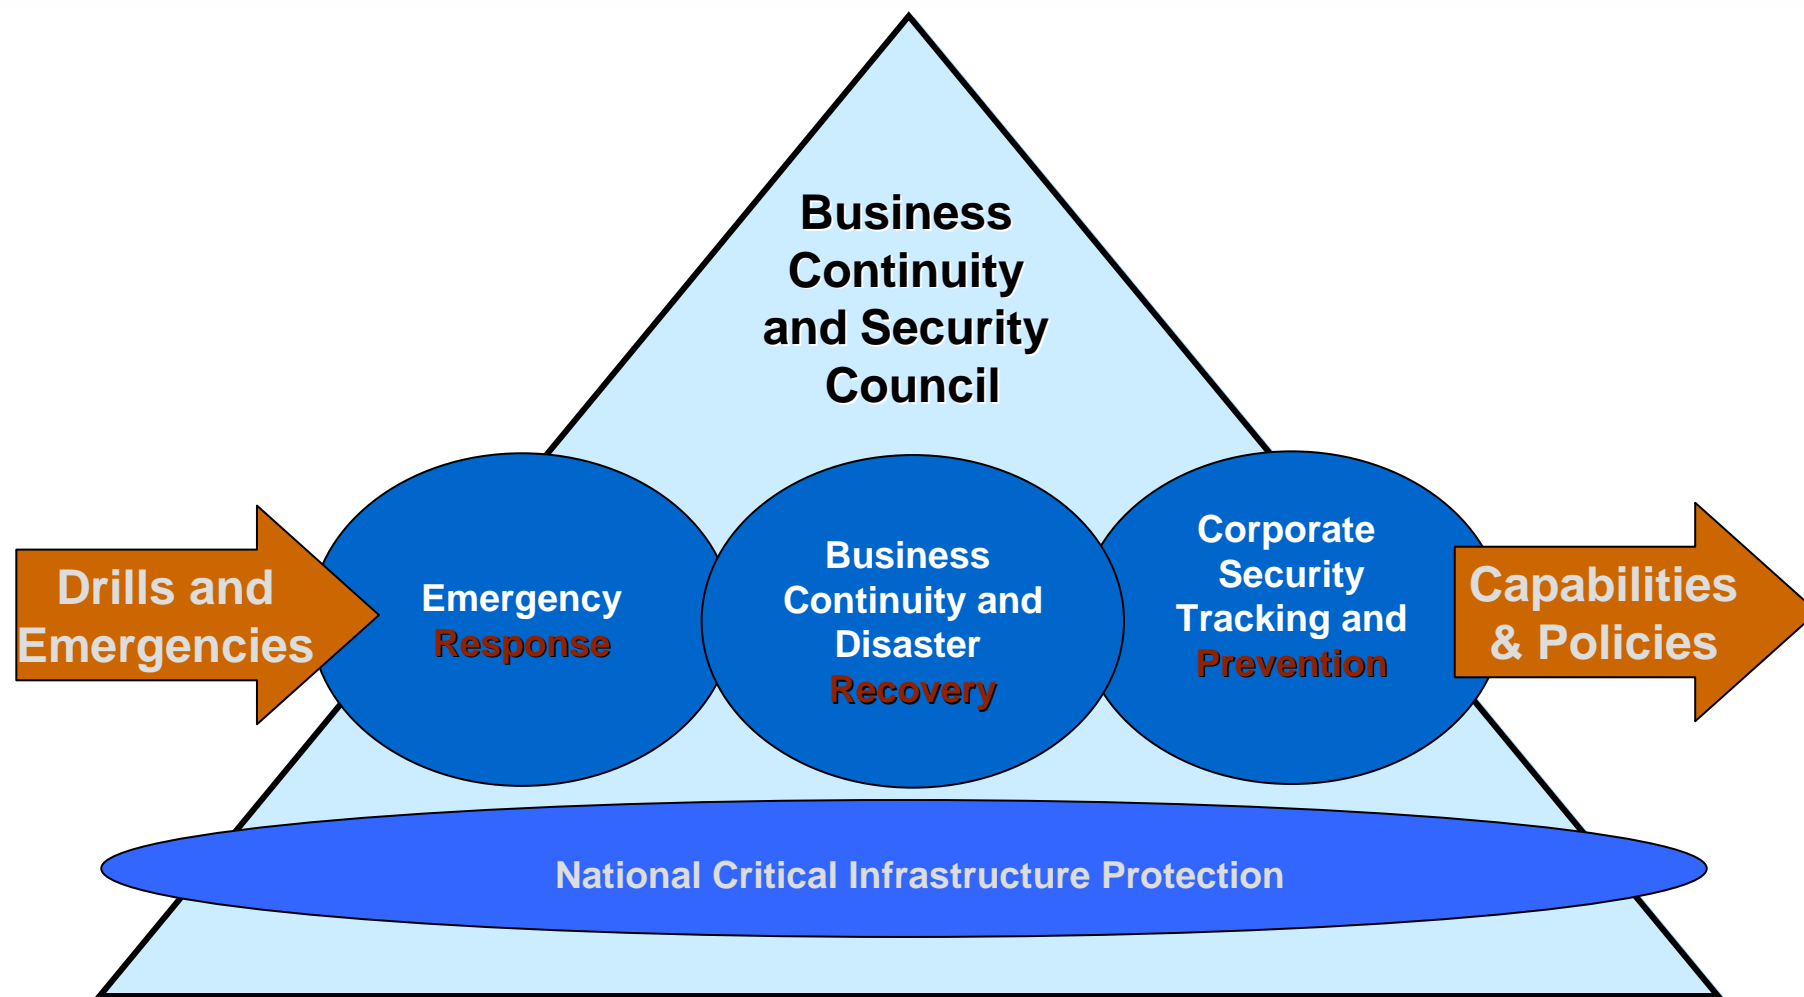 Business
Continuity
and Security
Council
Drills and
Emergencies
Emergency
Response
Business
Continuity and
Disaster
Recovery
Corporate
Security
Tracking and
Prevention
Capabilities
& Policies
National Critical Infrastructure Protection